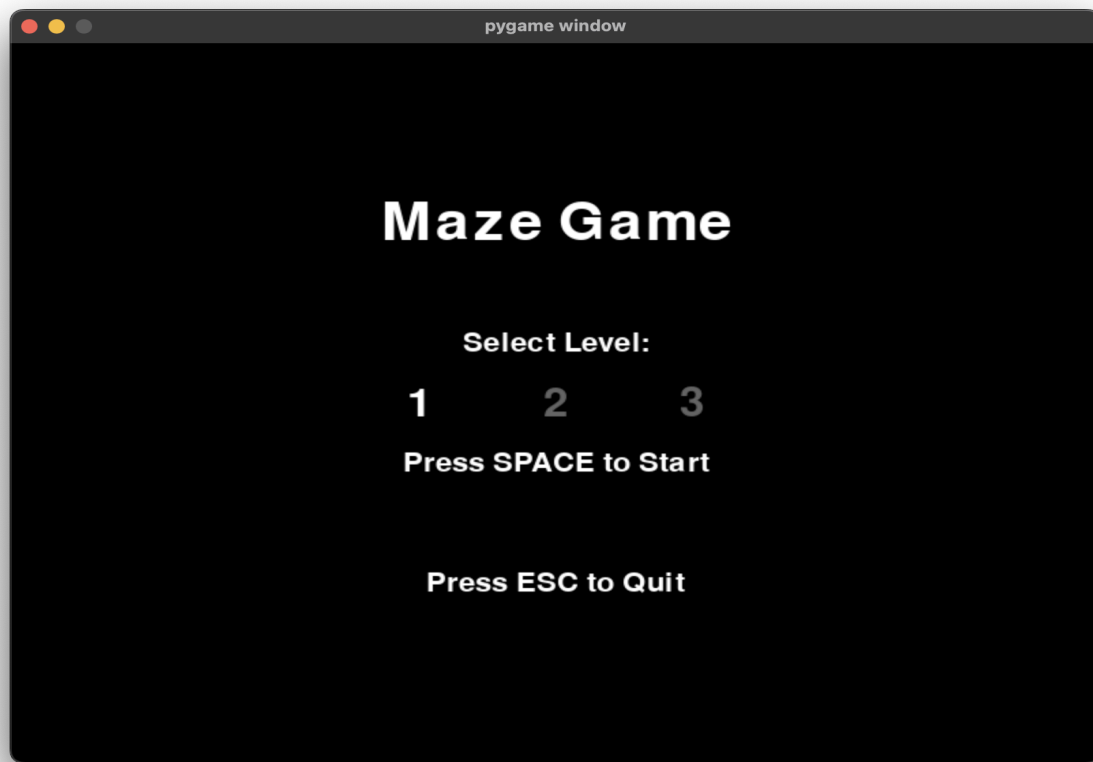 pygame window
Maze Game
Select Level:
1 2 3
Press SPACE to Start
Press ESC to Quit